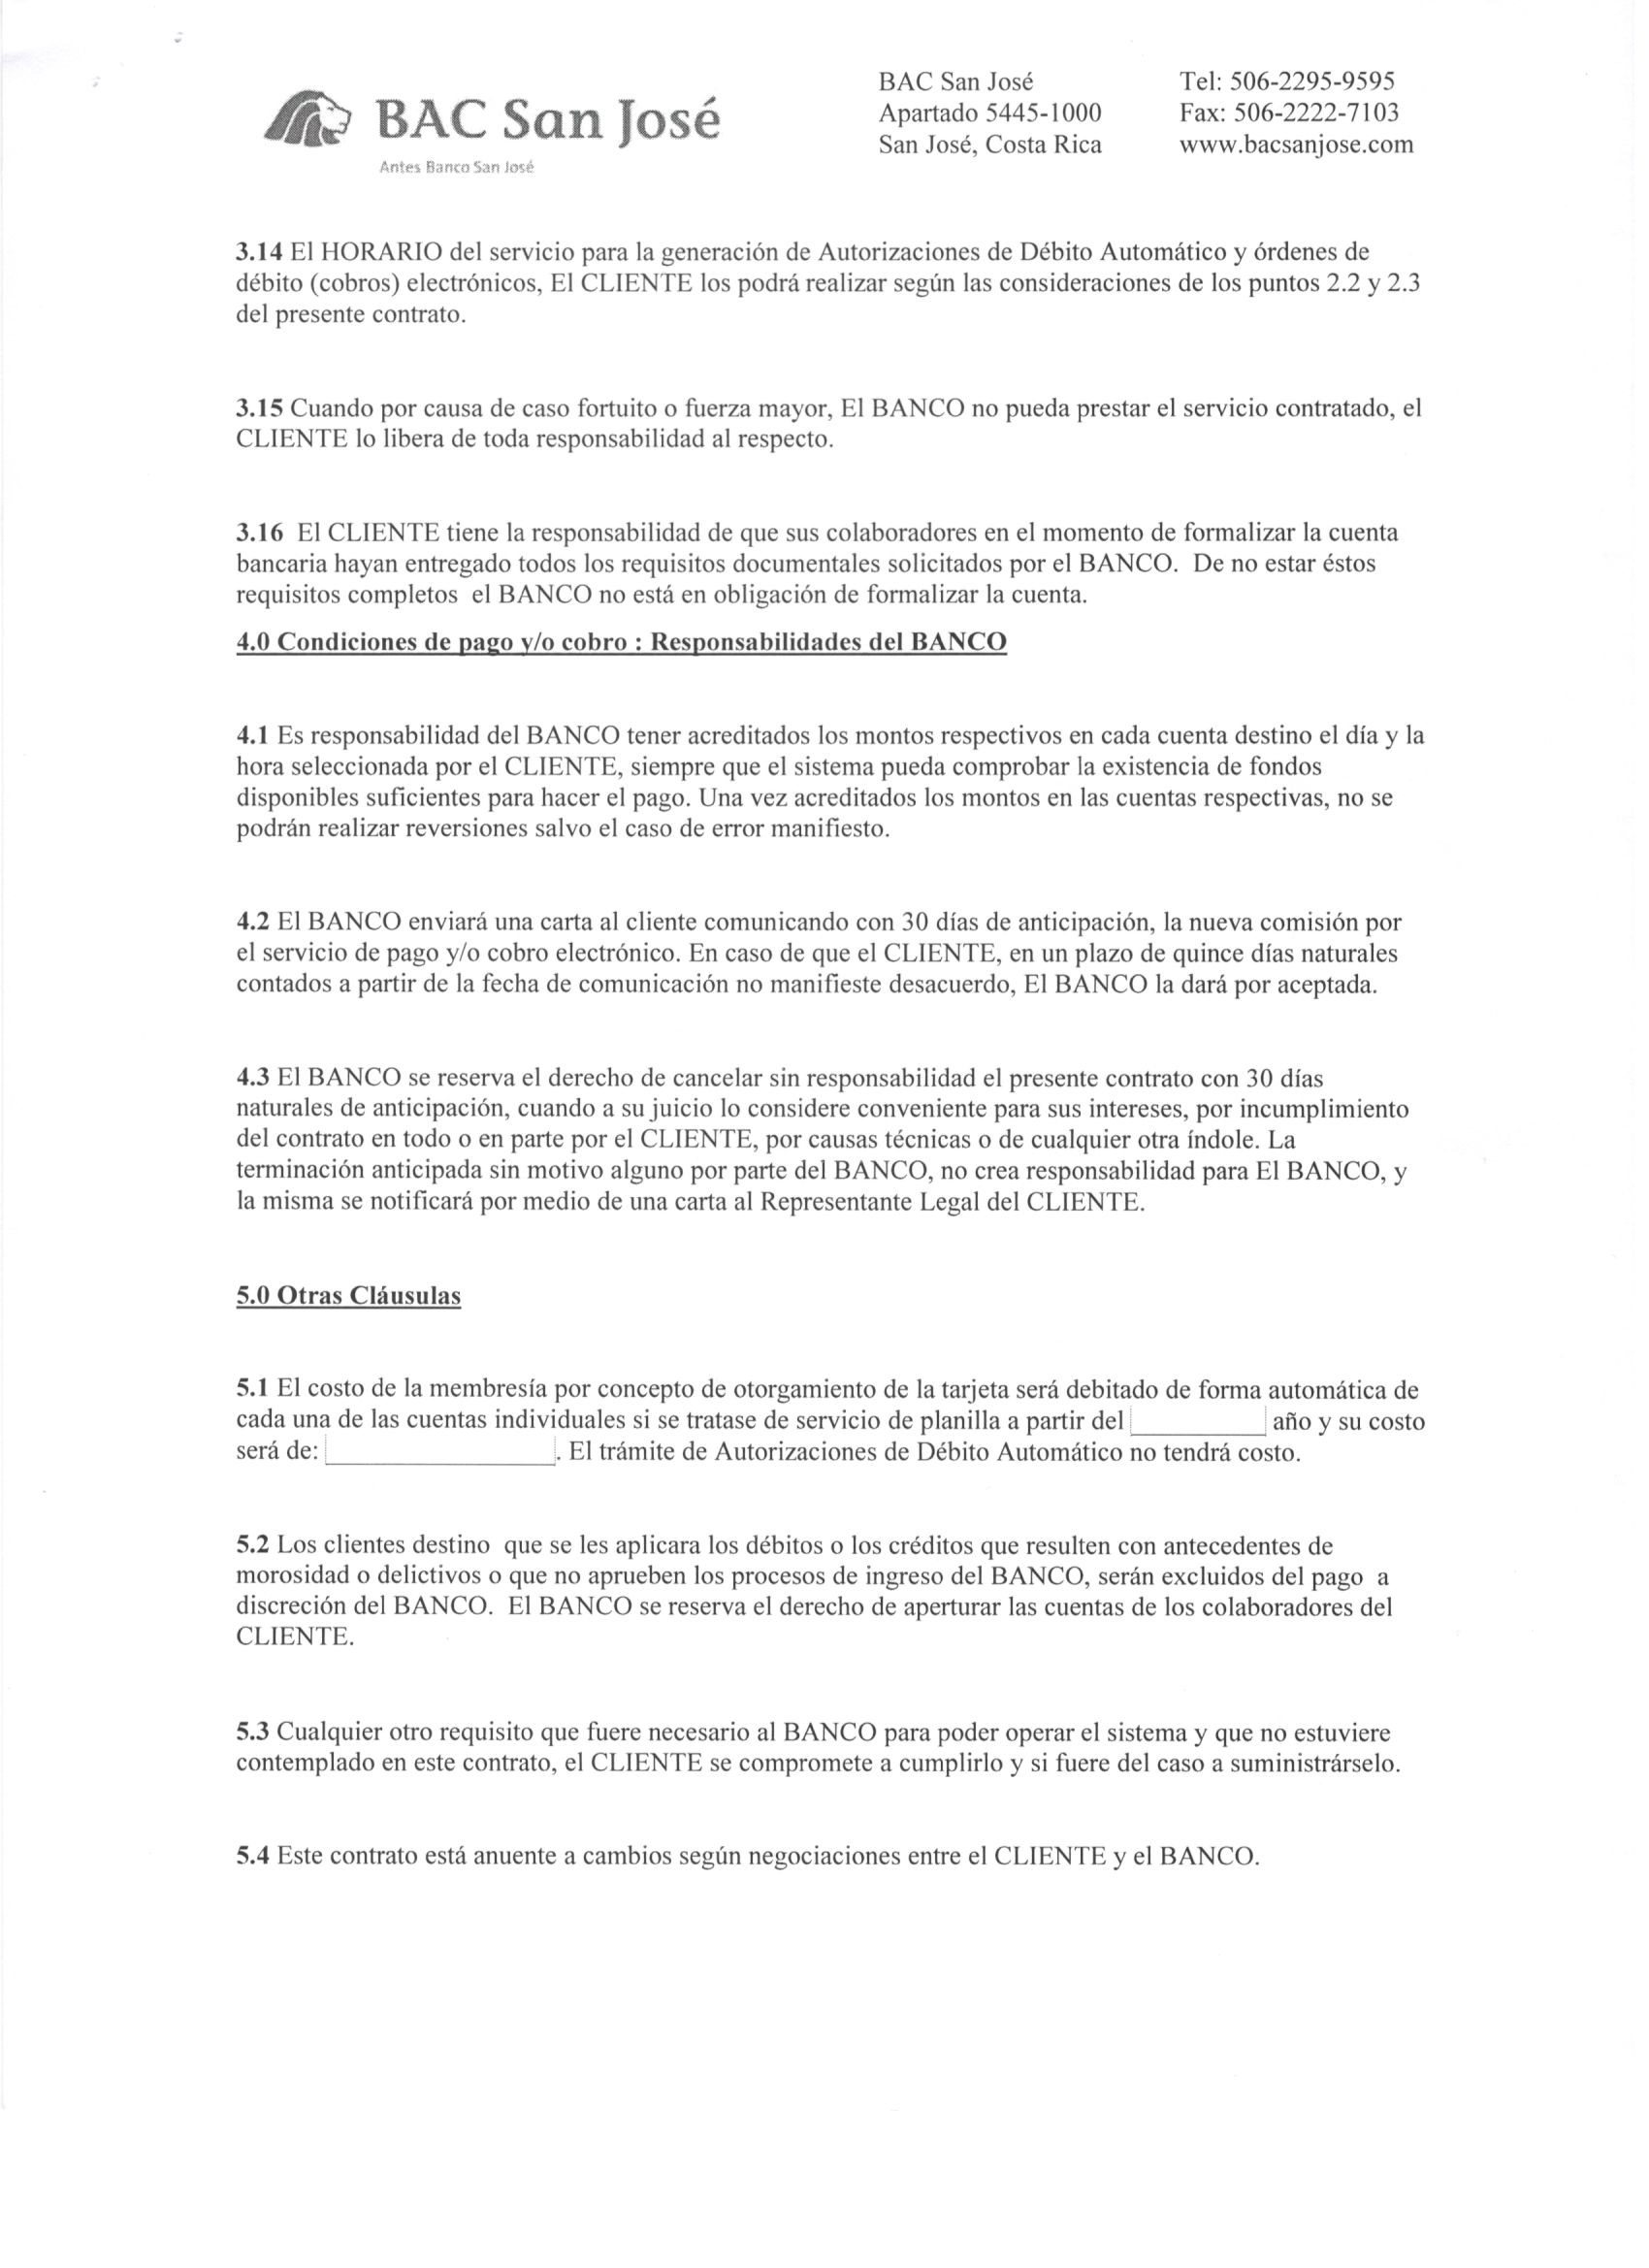 BAC San José
Antes Banco San José
BAC San José
Apartado 5445-1000
San José, Costa Rica
Tel: 506-2295-9595
Fax: 506-2222-7103
www.bacsanjose.com
3.14 El HORARIO del servicio para la generación de Autorizaciones de Débito Automático y órdenes de
débito (cobros) electrónicos, El CLIENTE los podrá realizar según las consideraciones de los puntos 2.2 y 2.3
del presente contrato.
3.15 Cuando por causa de caso fortuito o fuerza mayor, El BANCO no pueda prestar el servicio contratado, el
CLIENTE lo libera de toda responsabilidad al respecto.
3.16 El CLIENTE tiene la responsabilidad de que sus colaboradores en el momento de formalizar la cuenta
bancaria hayan entregado todos los requisitos documentales solicitados por el BANCO. De no estar éstos
requisitos completos el BANCO no está en obligación de formalizar la cuenta.
4.0 Condiciones de pago y/o cobro : Responsabilidades del BANCO
4.1 Es responsabilidad del BANCO tener acreditados los montos respectivos en cada cuenta destino el día y la
hora seleccionada por el CLIENTE, siempre que el sistema pueda comprobar la existencia de fondos
disponibles suficientes para hacer el pago. Una vez acreditados los montos en las cuentas respectivas, no se
podrán realizar reversiones salvo el caso de error manifiesto.
4.2 El BANCO enviará una carta al cliente comunicando con 30 días de anticipación, la nueva comisión por
el servicio de pago y/o cobro electrónico. En caso de que el CLIENTE, en un plazo de quince días naturales
contados a partir de la fecha de comunicación no manifieste desacuerdo, El BANCO la dará por aceptada.
4.3 El BANCO se reserva el derecho de cancelar sin responsabilidad el presente contrato con 30 días
naturales de anticipación, cuando a su juicio lo considere conveniente para sus intereses, por incumplimiento
del contrato en todo o en parte por el CLIENTE, por causas técnicas o de cualquier otra índole. La
terminación anticipada sin motivo alguno por parte del BANCO, no crea responsabilidad para El BANCO, y
la misma se notificará por medio de una carta al Representante Legal del CLIENTE.
5.0 Otras Cláusulas
5.1 El costo de la membresía por concepto de otorgamiento de la tarjeta será debitado de forma automática de
cada una de las cuentas individuales si se tratase de servicio de planilla a partir del __________ año y su costo
será de: __________. El trámite de Autorizaciones de Débito Automático no tendrá costo.
5.2 Los clientes destino que se les aplicara los débitos o los créditos que resulten con antecedentes de
morosidad o delictivos o que no aprueben los procesos de ingreso del BANCO, serán excluidos del pago a
discreción del BANCO. El BANCO se reserva el derecho de aperturar las cuentas de los colaboradores del
CLIENTE.
5.3 Cualquier otro requisito que fuere necesario al BANCO para poder operar el sistema y que no estuviere
contemplado en este contrato, el CLIENTE se compromete a cumplirlo y si fuere del caso a suministrárselo.
5.4 Este contrato está anuente a cambios según negociaciones entre el CLIENTE y el BANCO.